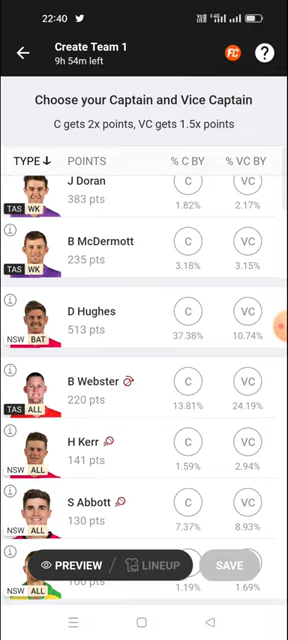 22:40
Create Team 1
9h 54m left
FC
?
Choose your Captain and Vice Captain
C gets 2x points, VC gets 1.5x points
TYPE POINTS % C BY % VC BY
J Doran
383 pts
C
VC
1.82%
2.17%
TAS WK
B McDermott
235 pts
C
VC
3.18%
3.15%
TAS WK
D Hughes
513 pts
C
VC
37.38%
10.74%
NSW BAT
B Webster
220 pts
C
VC
13.81%
24.19%
TAS ALL
H Kerr
141 pts
C
VC
1.59%
2.94%
NSW ALL
S Abbott
130 pts
C
VC
7.37%
8.93%
NSW ALL
PREVIEW / LINEUP
SAVE
1.19%
1.69%
NSW ALL